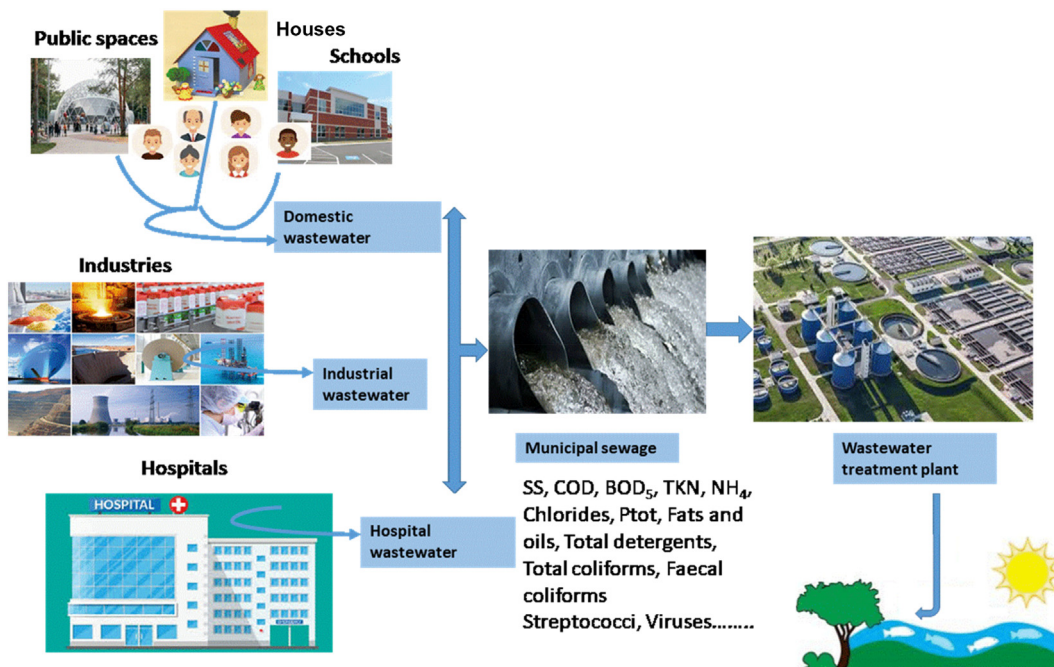 Public spaces
Houses
Schools
Domestic
wastewater
Industries
Industrial
wastewater
Hospitals
HOSPITAL
Hospital
wastewater
Municipal sewage
SS, COD, BOD₅, TKN, NH₄,
Chlorides, Ptot, Fats and
oils, Total detergents,
Total coliforms, Faecal
coliforms
Streptococci, Viruses........
Wastewater
treatment plant